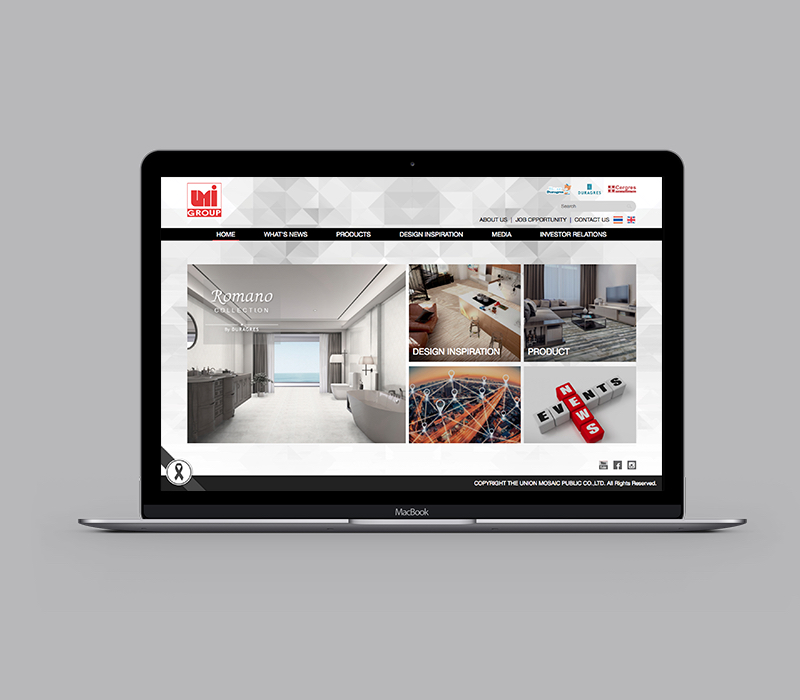 UMI
GROUP
DURAGRES
Cergres
Search
ABOUT US | JOB OPPORTUNITY | CONTACT US
HOME WHAT'S NEWS PRODUCTS DESIGN INSPIRATION MEDIA INVESTOR RELATIONS
Romano
COLLECTION
By DURAGRES
DESIGN INSPIRATION
PRODUCT
EVENTS
NEWS
COPYRIGHT THE UNION MOSAIC PUBLIC CO.,LTD. All Rights Reserved.
MacBook